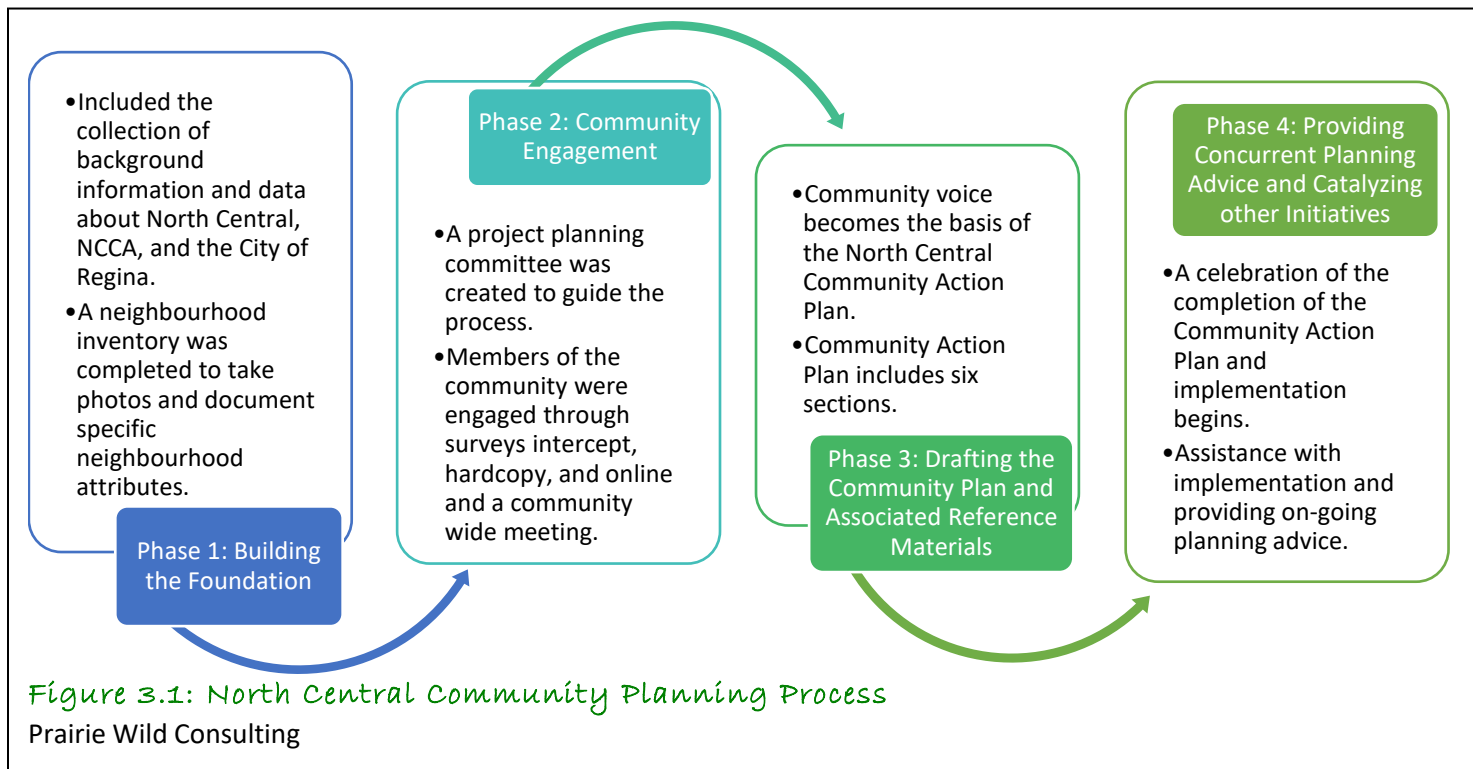 •Included the
collection of
background
information and data
about North Central,
NCCA, and the City of
Regina.
•A neighbourhood
inventory was
completed to take
photos and document
specific
neighbourhood
attributes.
Phase 1: Building
the Foundation
Phase 2: Community
Engagement
•A project planning
committee was
created to guide the
process.
•Members of the
community were
engaged through
surveys intercept,
hardcopy, and online
and a community
wide meeting.
•Community voice
becomes the basis of
the North Central
Community Action
Plan.
•Community Action
Plan includes six
sections.
Phase 3: Drafting the
Community Plan and
Associated Reference
Materials
Phase 4: Providing
Concurrent Planning
Advice and Catalyzing
other Initiatives
•A celebration of the
completion of the
Community Action
Plan and
implementation
begins.
•Assistance with
implementation and
providing on-going
planning advice.
Figure 3.1: North Central Community Planning Process
Prairie Wild Consulting